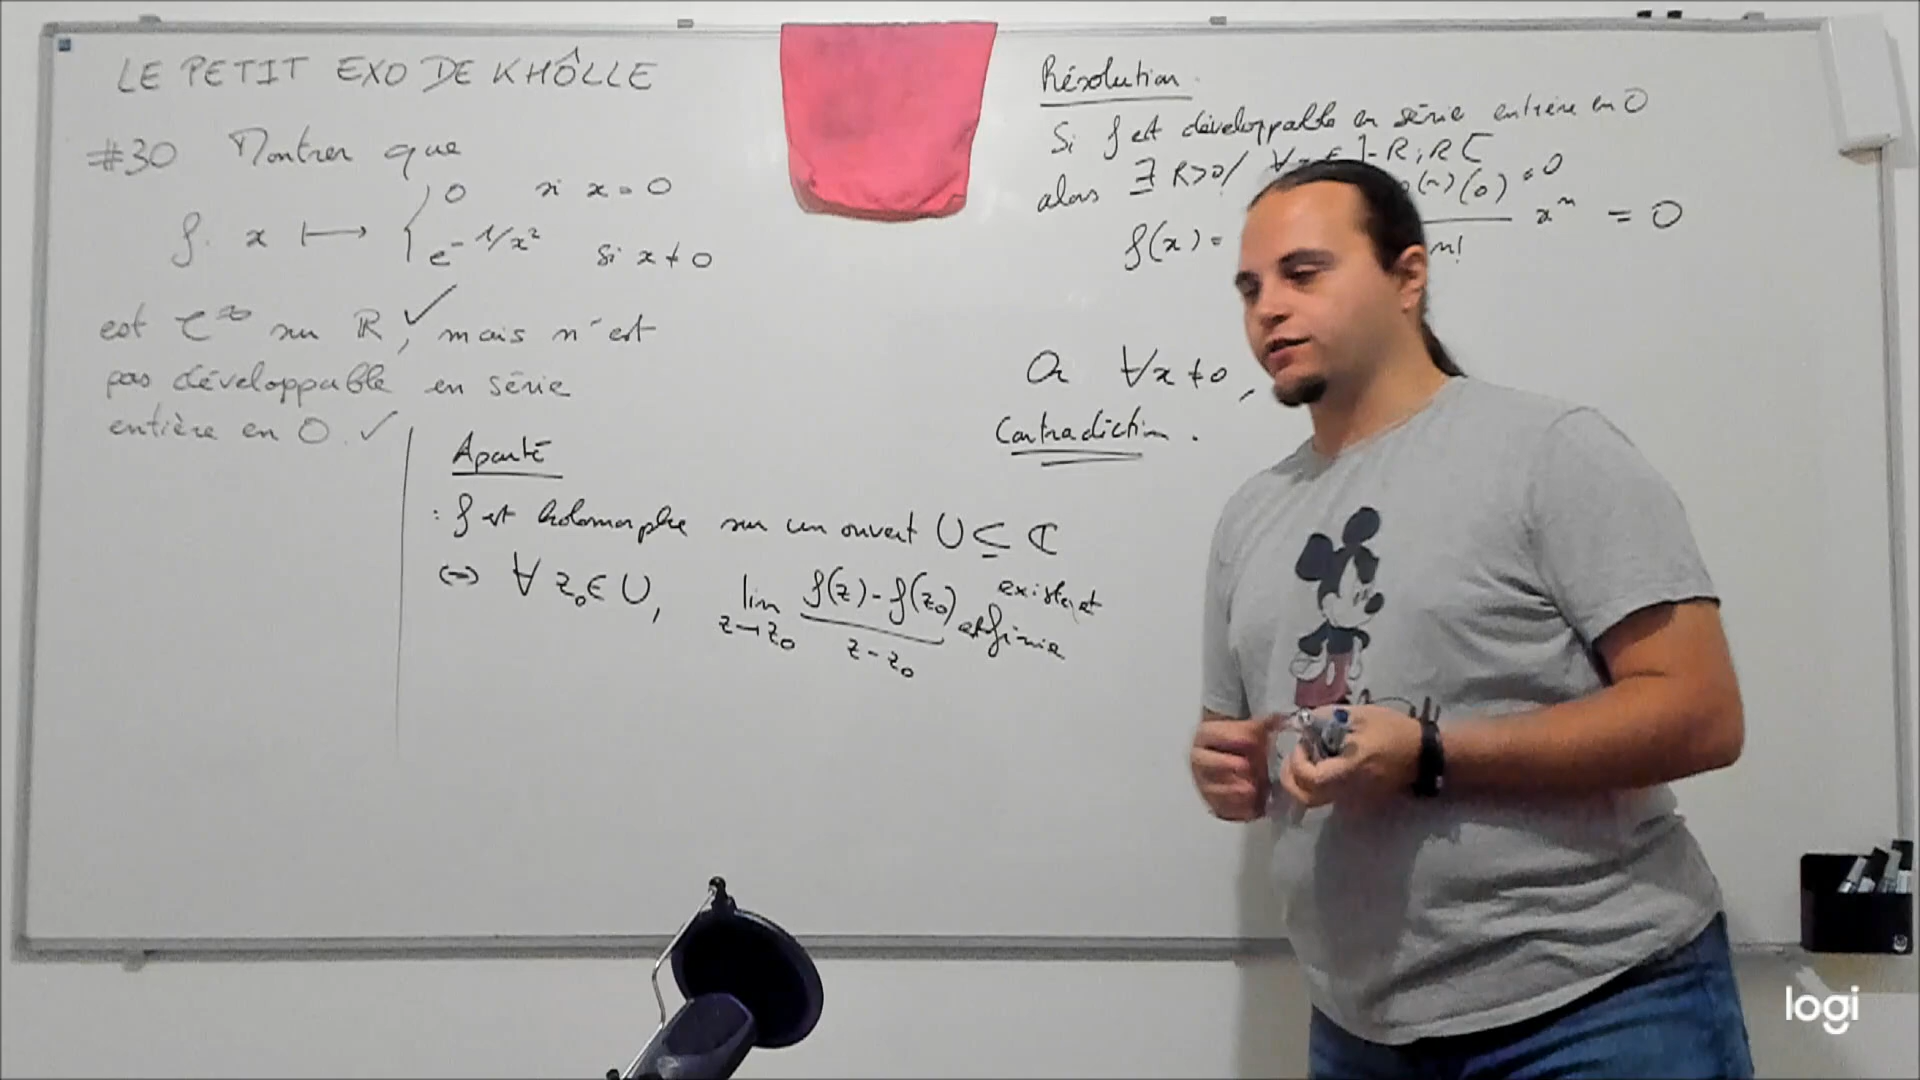 LE PETIT EXO DE KHÔLLE
#30 Montrer que
f: x ⟼ { 0 si x = 0
e^{-1/x²} si x ≠ 0
est C^∞ sur ℝ, ✓ mais n'est
pas développable en série
entière en 0. ✓
Aparté
: f est holomorphe sur un ouvert U ⊆ ℂ
⟺ ∀ z₀ ∈ U, lim_{z→z₀} (f(z) - f(z₀))/(z - z₀) existe et est finie
Résolution
Si f est développable en série entière en 0
alors ∃ R>0 / ∀x ∈ ]-R; R[
f(x) = (n)(0) = 0 / n! xⁿ = 0
Or ∀x ≠ 0,
Contradiction.
logi